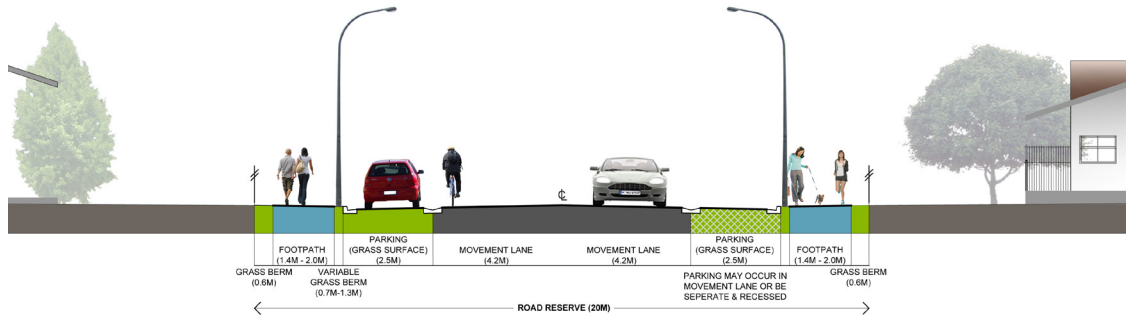 ℄
FOOTPATH
(1.4M - 2.0M)
PARKING
(GRASS SURFACE)
(2.5M)
MOVEMENT LANE
(4.2M)
MOVEMENT LANE
(4.2M)
PARKING
(GRASS SURFACE)
(2.5M)
FOOTPATH
(1.4M - 2.0M)
GRASS BERM
(0.6M)
VARIABLE
GRASS BERM
(0.7M-1.3M)
PARKING MAY OCCUR IN
MOVEMENT LANE OR BE
SEPERATE & RECESSED
GRASS BERM
(0.6M)
ROAD RESERVE (20M)